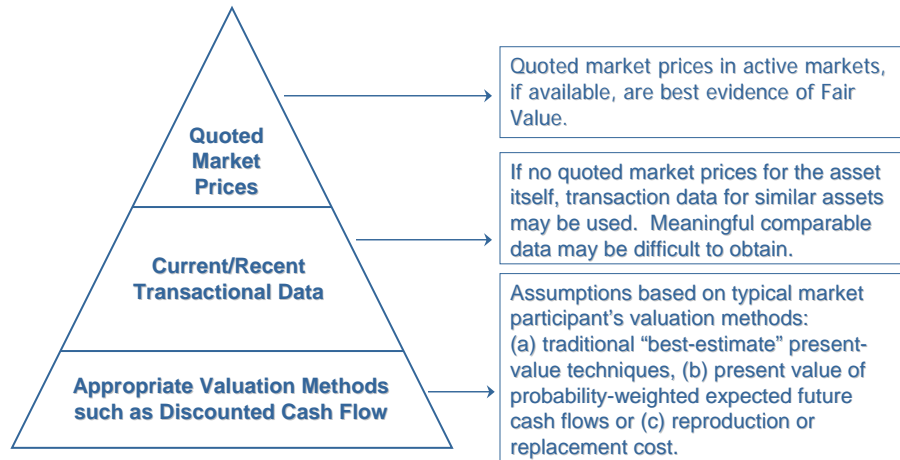 Quoted
Market
Prices
Quoted market prices in active markets,
if available, are best evidence of Fair
Value.
Current/Recent
Transactional Data
If no quoted market prices for the asset
itself, transaction data for similar assets
may be used. Meaningful comparable
data may be difficult to obtain.
Appropriate Valuation Methods
such as Discounted Cash Flow
Assumptions based on typical market
participant's valuation methods:
(a) traditional “best-estimate” present-
value techniques, (b) present value of
probability-weighted expected future
cash flows or (c) reproduction or
replacement cost.